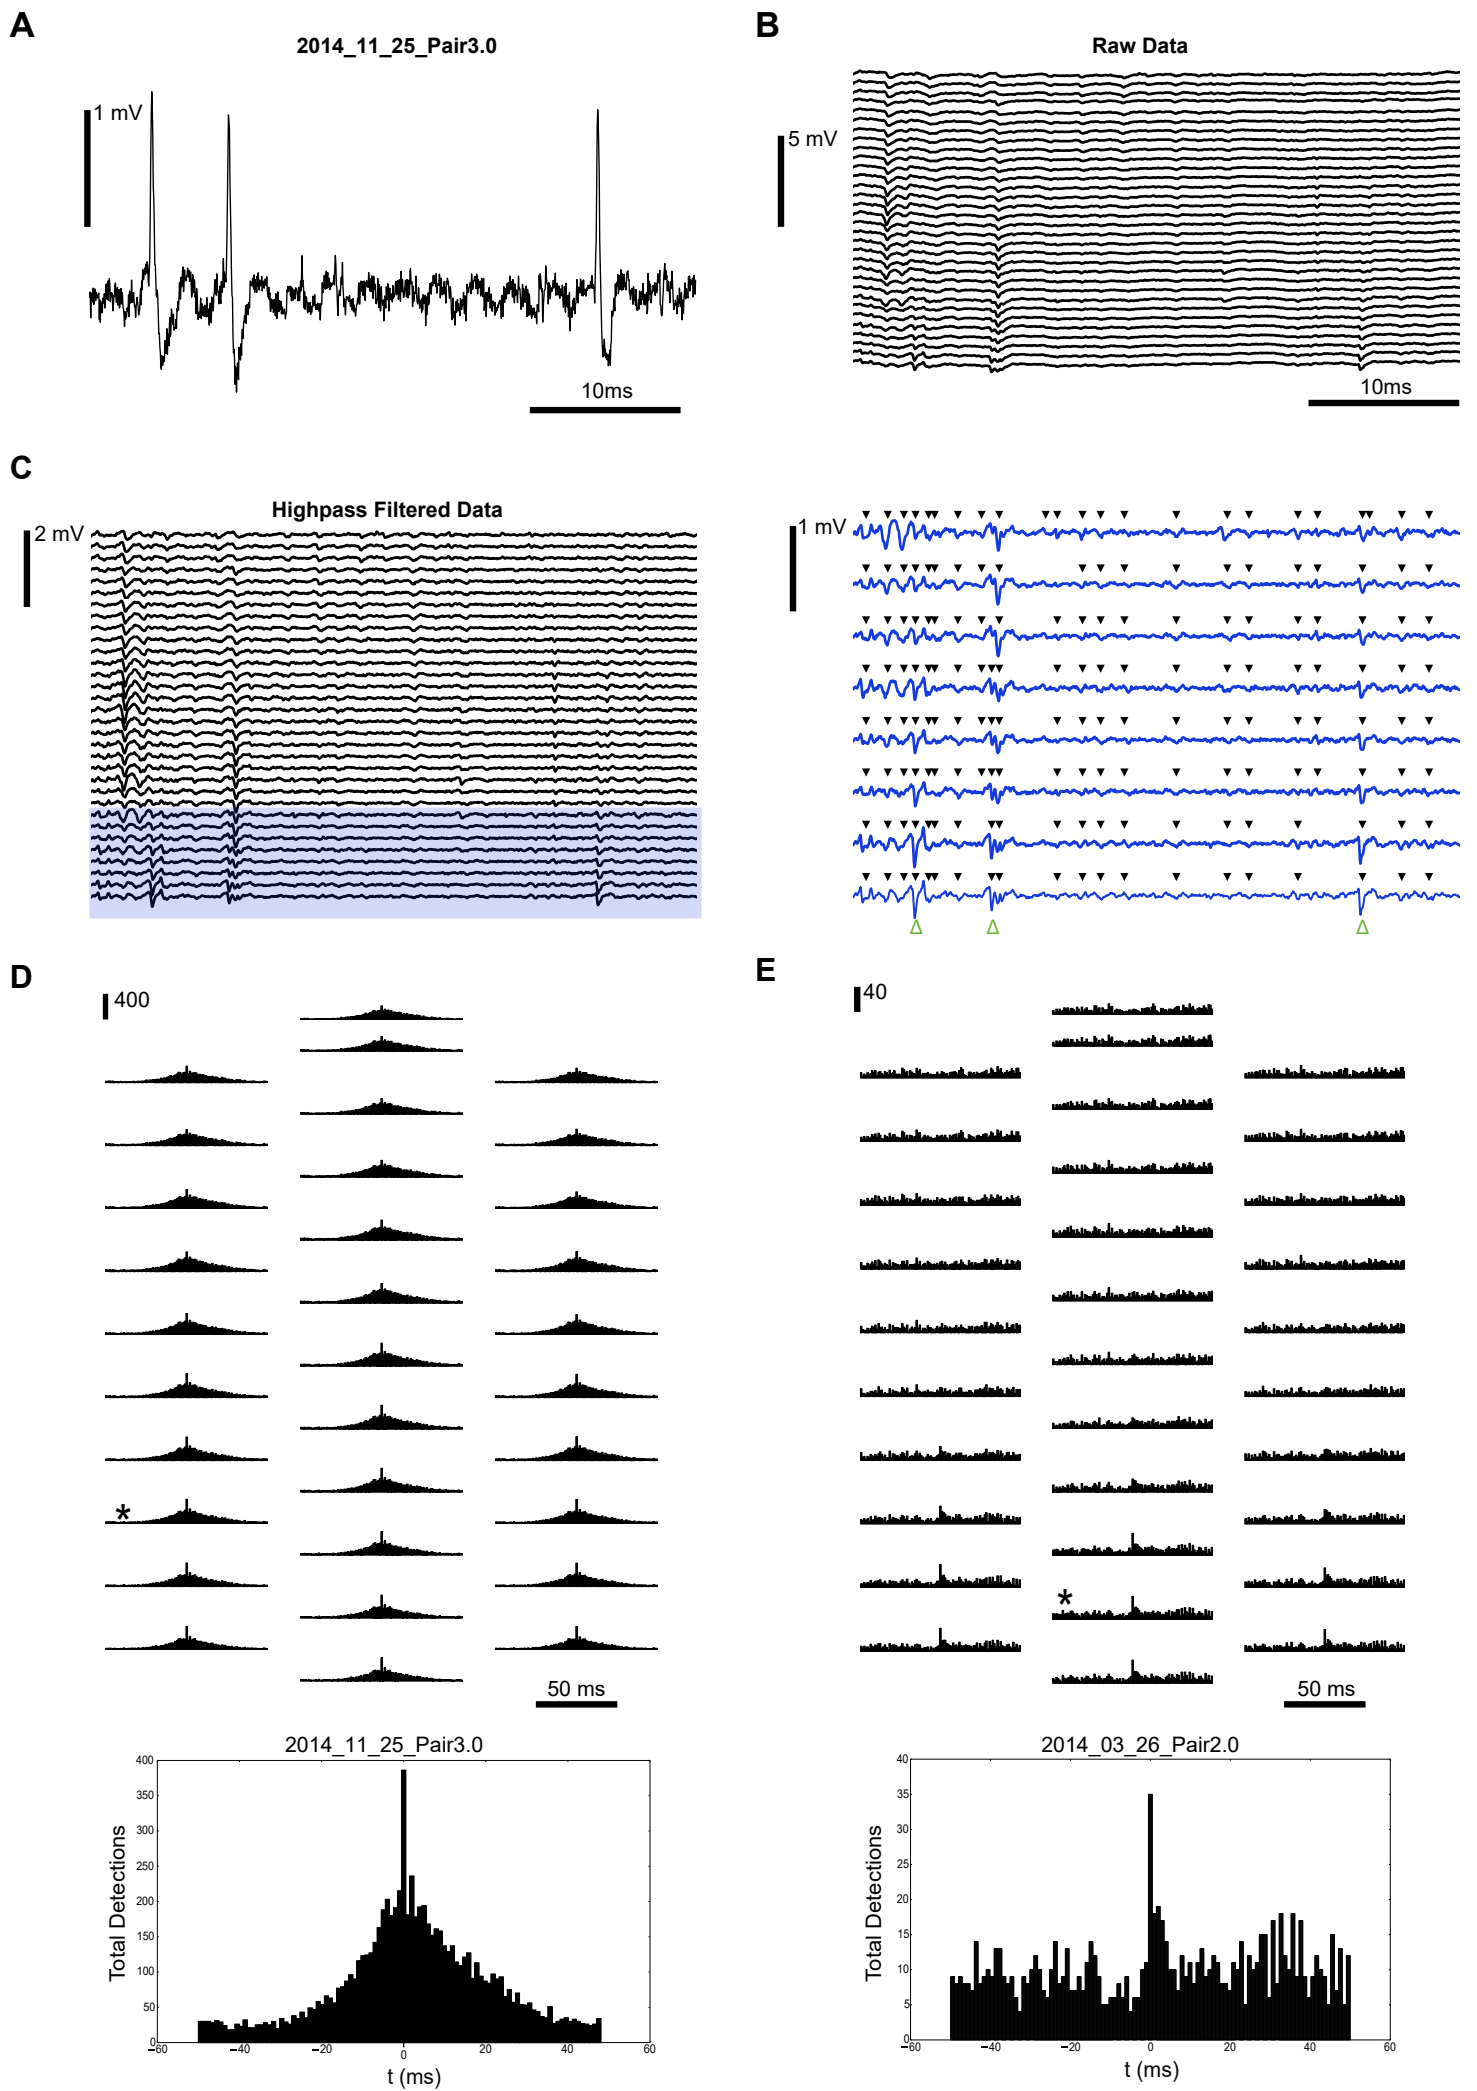 A
2014_11_25_Pair3.0
1 mV
10ms
B
Raw Data
5 mV
10ms
C
Highpass Filtered Data
2 mV
1 mV
D
400
*
50 ms
E
40
*
50 ms
2014_11_25_Pair3.0
Total Detections
400
350
300
250
200
150
100
50
0
−60 −40 −20 0 20 40 60
t (ms)
2014_03_26_Pair2.0
Total Detections
40
35
30
25
20
15
10
5
0
−60 −40 −20 0 20 40 60
t (ms)